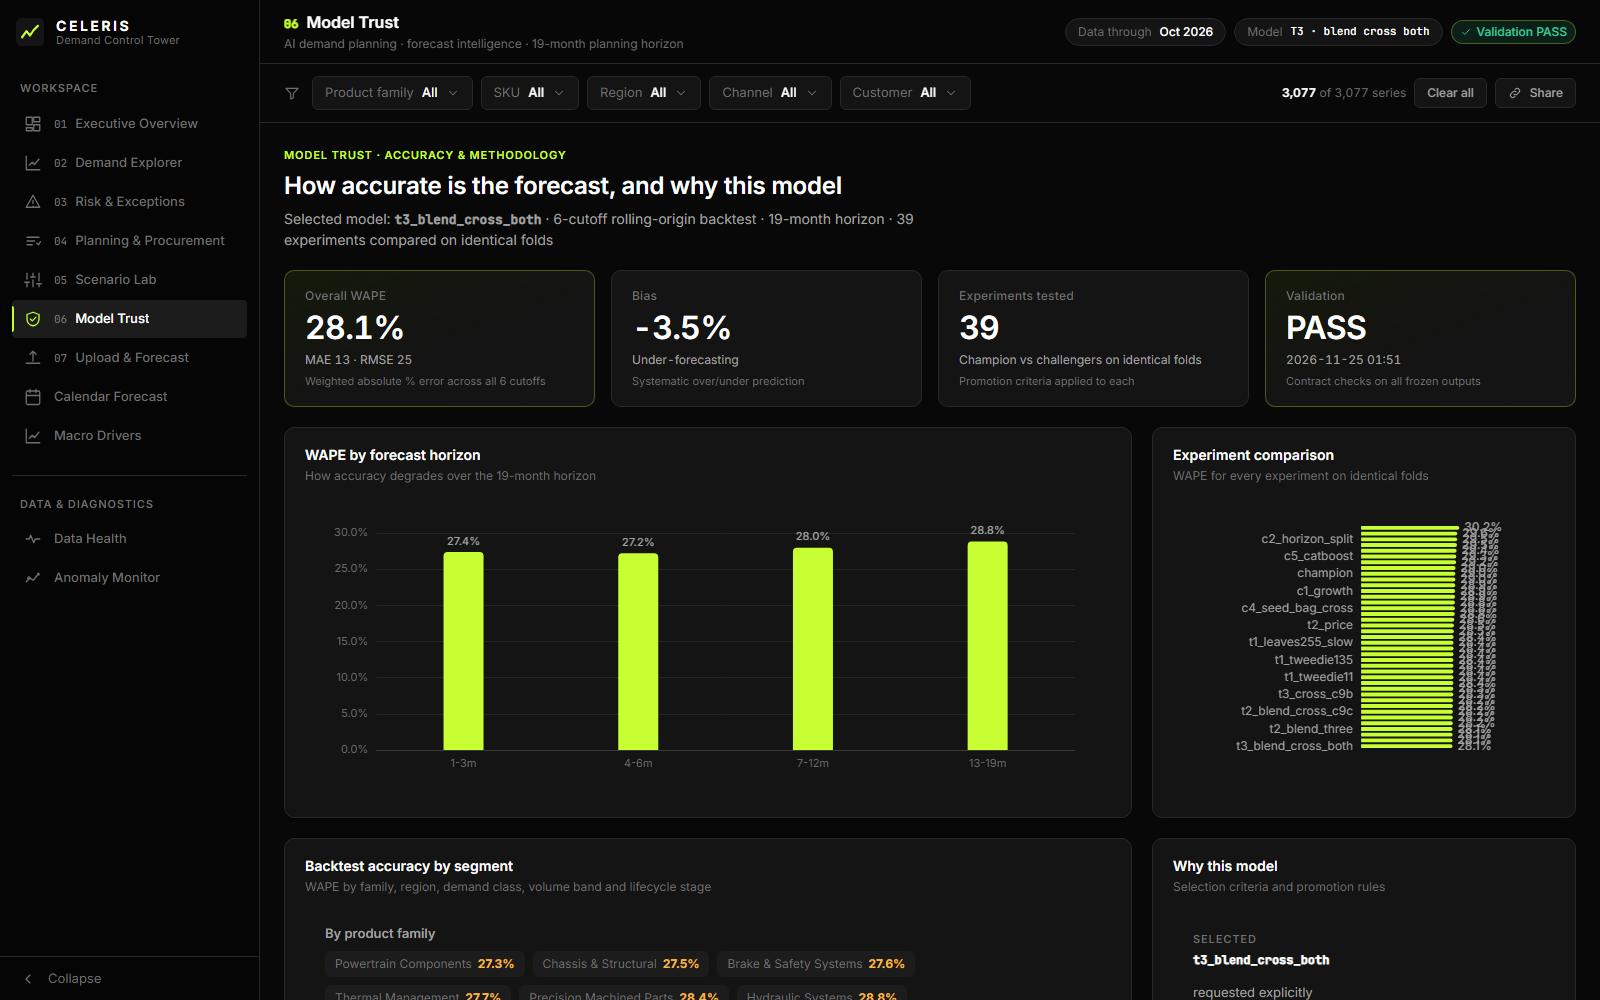 CELERIS
Demand Control Tower
WORKSPACE
01 Executive Overview
02 Demand Explorer
03 Risk & Exceptions
04 Planning & Procurement
05 Scenario Lab
06 Model Trust
07 Upload & Forecast
Calendar Forecast
Macro Drivers
DATA & DIAGNOSTICS
Data Health
Anomaly Monitor
Collapse
06 Model Trust
AI demand planning · forecast intelligence · 19-month planning horizon
Data through Oct 2026
Model T3 · blend cross both
Validation PASS
Product family All
SKU All
Region All
Channel All
Customer All
3,077 of 3,077 series
Clear all
Share
MODEL TRUST · ACCURACY & METHODOLOGY
How accurate is the forecast, and why this model
Selected model: t3_blend_cross_both · 6-cutoff rolling-origin backtest · 19-month horizon · 39
experiments compared on identical folds
Overall WAPE
28.1%
MAE 13 · RMSE 25
Weighted absolute % error across all 6 cutoffs
Bias
-3.5%
Under-forecasting
Systematic over/under prediction
Experiments tested
39
Champion vs challengers on identical folds
Promotion criteria applied to each
Validation
PASS
2026-11-25 01:51
Contract checks on all frozen outputs
WAPE by forecast horizon
How accuracy degrades over the 19-month horizon
30.0%
25.0%
20.0%
15.0%
10.0%
5.0%
0.0%
27.4%
27.2%
28.0%
28.8%
1-3m
4-6m
7-12m
13-19m
Experiment comparison
WAPE for every experiment on identical folds
30.2%
c2_horizon_split
c5_catboost
champion
c1_growth
c4_seed_bag_cross
t2_price
t1_leaves255_slow
t1_tweedie135
t1_tweedie11
t3_cross_c9b
t2_blend_cross_c9c
t2_blend_three
t3_blend_cross_both
28.1%
Backtest accuracy by segment
WAPE by family, region, demand class, volume band and lifecycle stage
By product family
Powertrain Components 27.3%
Chassis & Structural 27.5%
Brake & Safety Systems 27.6%
Thermal Management 27.7%
Precision Machined Parts 28.4%
Hydraulic Systems 28.8%
Why this model
Selection criteria and promotion rules
SELECTED
t3_blend_cross_both
requested explicitly